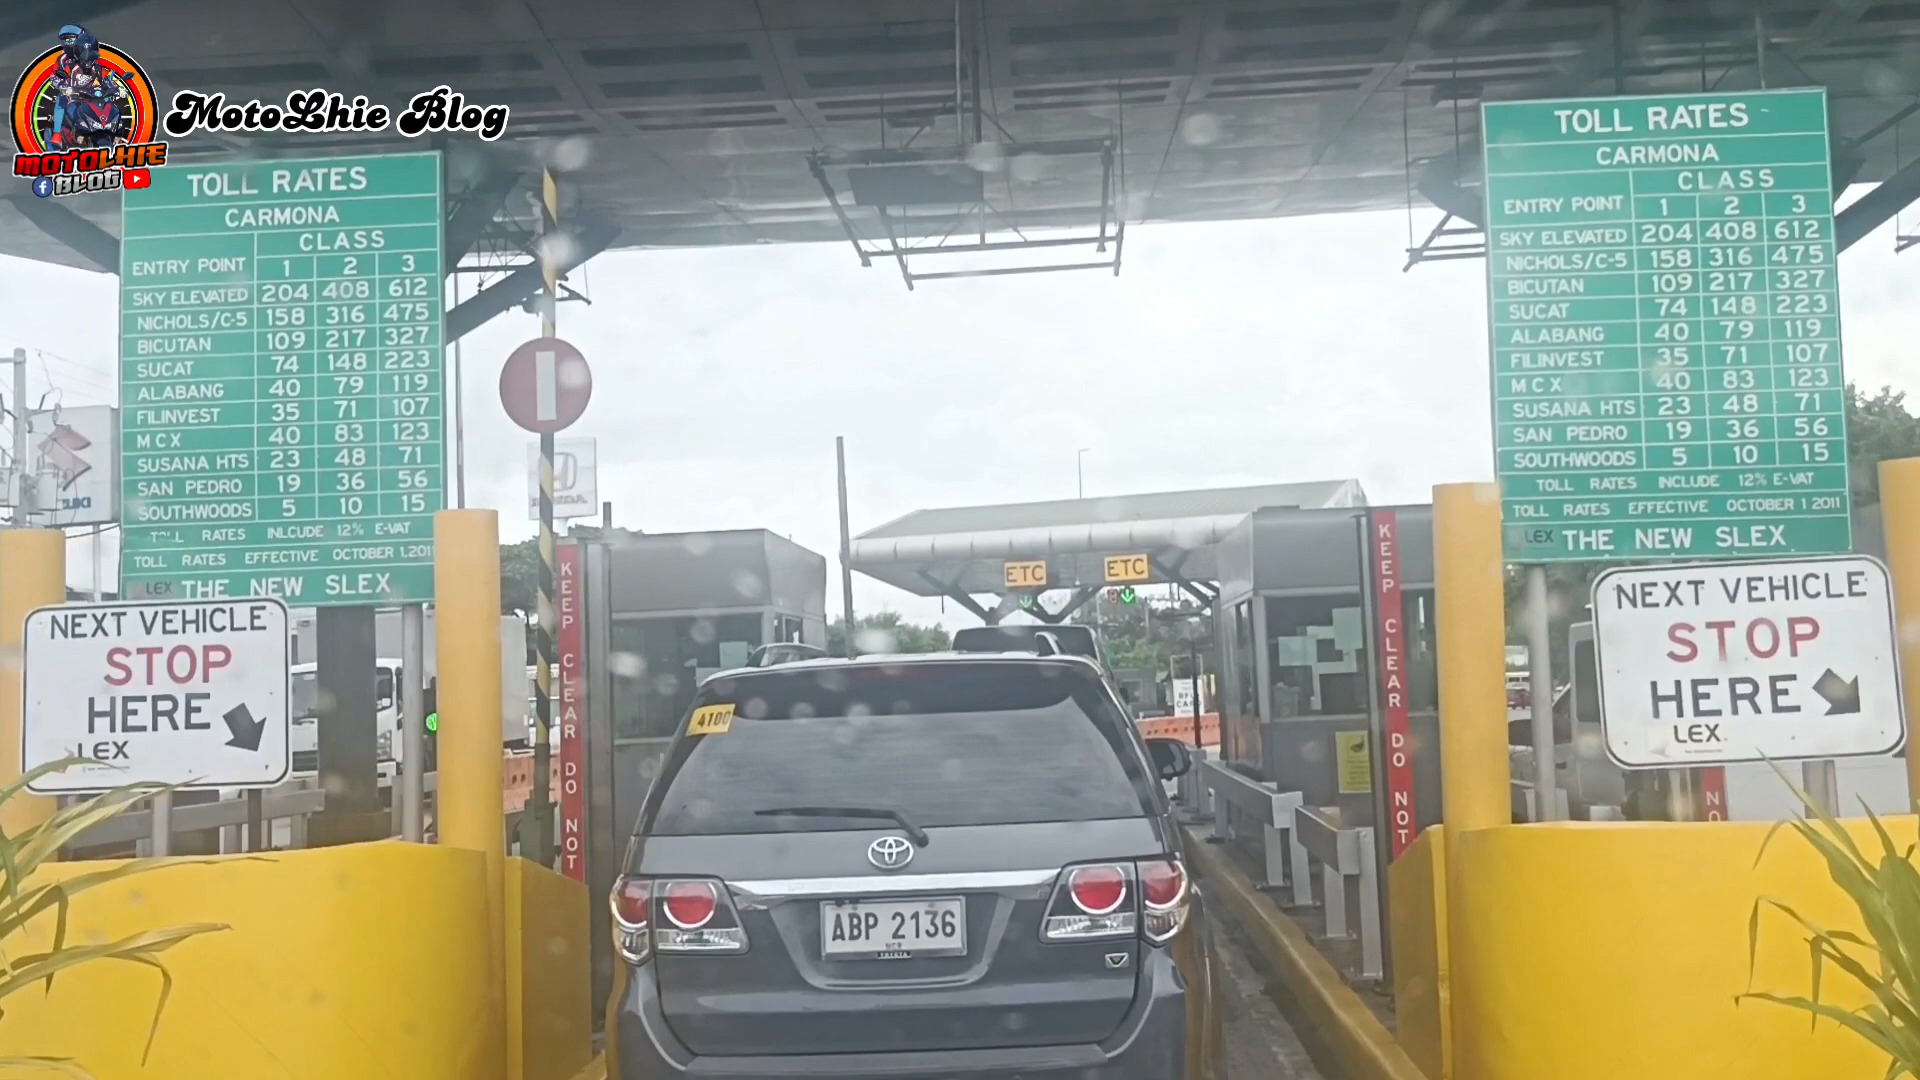 MotoLhie Blog
MOTOLHIE
BLOG
TOLL RATES
CARMONA
CLASS
ENTRY POINT 1 2 3
SKY ELEVATED 204 408 612
NICHOLS/C-5 158 316 475
BICUTAN 109 217 327
SUCAT 74 148 223
ALABANG 40 79 119
FILINVEST 35 71 107
MCX 40 83 123
SUSANA HTS 23 48 71
SAN PEDRO 19 36 56
SOUTHWOODS 5 10 15
TOLL RATES INLCUDE 12% E-VAT
TOLL RATES EFFECTIVE OCTOBER 1,2011
LEX THE NEW SLEX
NEXT VEHICLE
STOP
HERE
LEX
TOLL RATES
CARMONA
CLASS
ENTRY POINT 1 2 3
SKY ELEVATED 204 408 612
NICHOLS/C-5 158 316 475
BICUTAN 109 217 327
SUCAT 74 148 223
ALABANG 40 79 119
FILINVEST 35 71 107
MCX 40 83 123
SUSANA HTS 23 48 71
SAN PEDRO 19 36 56
SOUTHWOODS 5 10 15
TOLL RATES INCLUDE 12% E-VAT
TOLL RATES EFFECTIVE OCTOBER 1 2011
LEX THE NEW SLEX
NEXT VEHICLE
STOP
HERE
LEX
HONDA
KEEP CLEAR DO NOT
ETC
ETC
KEEP CLEAR DO NOT
NO
4100
ABP 2136
NCR
TOYOTA
V